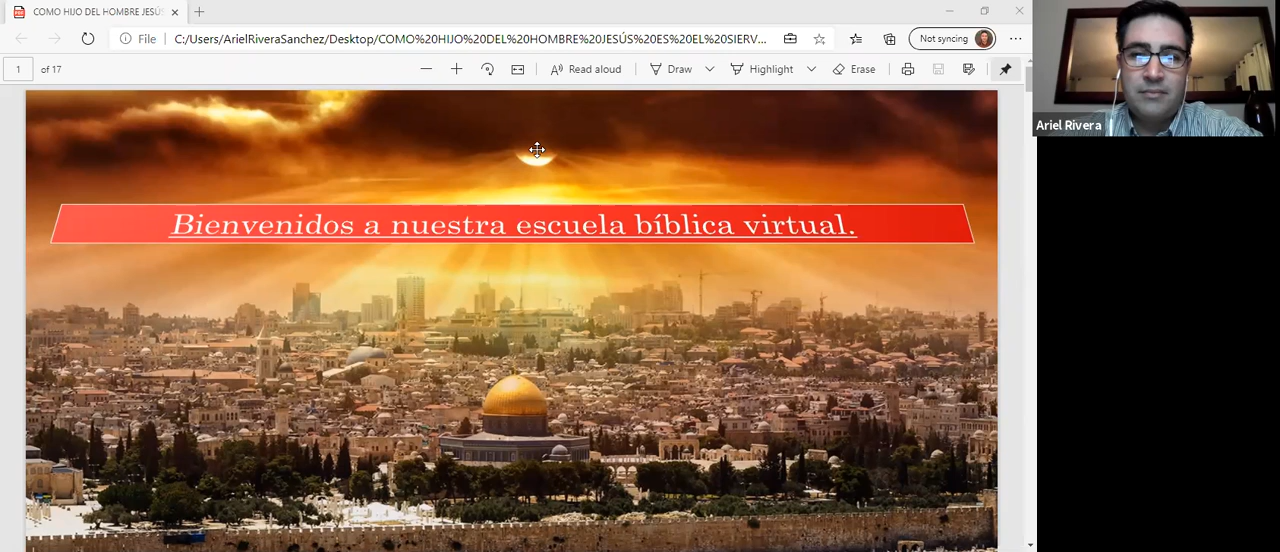 COMO HIJO DEL HOMBRE JESÚS
File
C:/Users/ArielRiveraSanchez/Desktop/COMO%20HIJO%20DEL%20HOMBRE%20JESÚS%20ES%20EL%20SIERV...
Not syncing
1 of 17
Read aloud
Draw
Highlight
Erase
Ariel Rivera
Bienvenidos a nuestra escuela bíblica virtual.